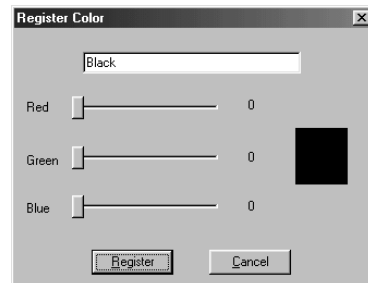 Register Color
Black
Red 0
Green 0
Blue 0
Register Cancel